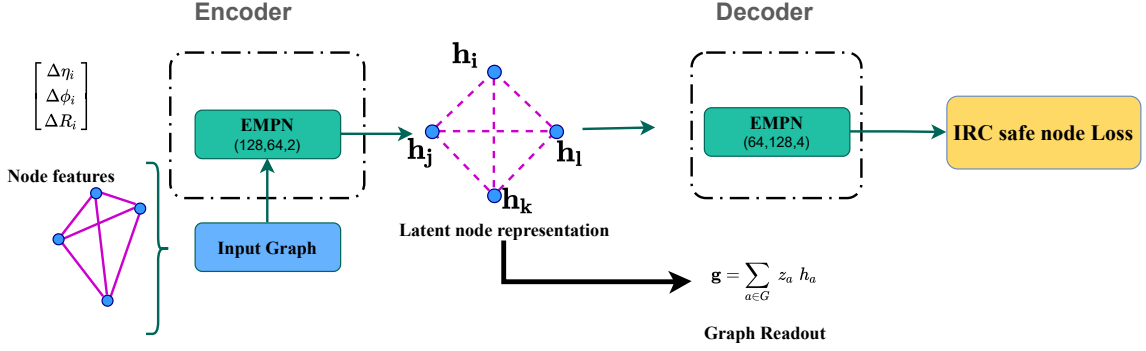 Encoder
Decoder
Δη_i
Δϕ_i
ΔR_i
Node features
EMPN
(128,64,2)
Input Graph
h_i
h_j
h_l
h_k
Latent node representation
EMPN
(64,128,4)
IRC safe node Loss
g = ∑_{a∈G} z_a h_a
Graph Readout